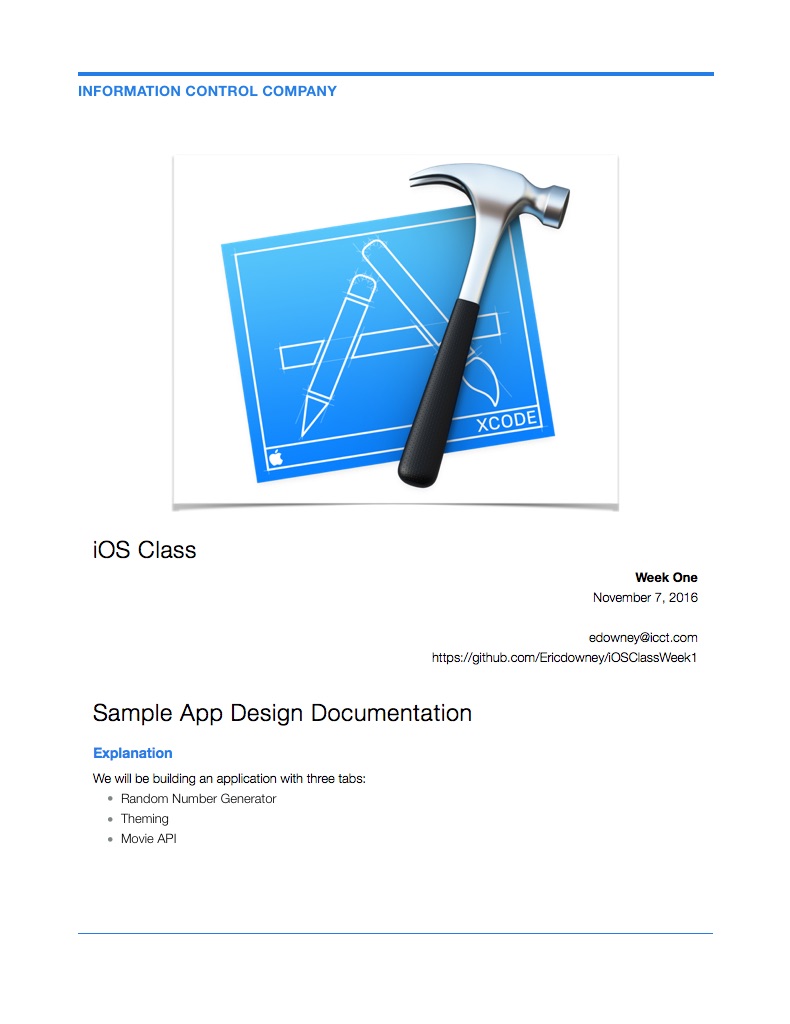 INFORMATION CONTROL COMPANY
XCODE
iOS Class
Week One
November 7, 2016
edowney@icct.com
https://github.com/Ericdowney/iOSClassWeek1
Sample App Design Documentation
Explanation
We will be building an application with three tabs:
• Random Number Generator
• Theming
• Movie API